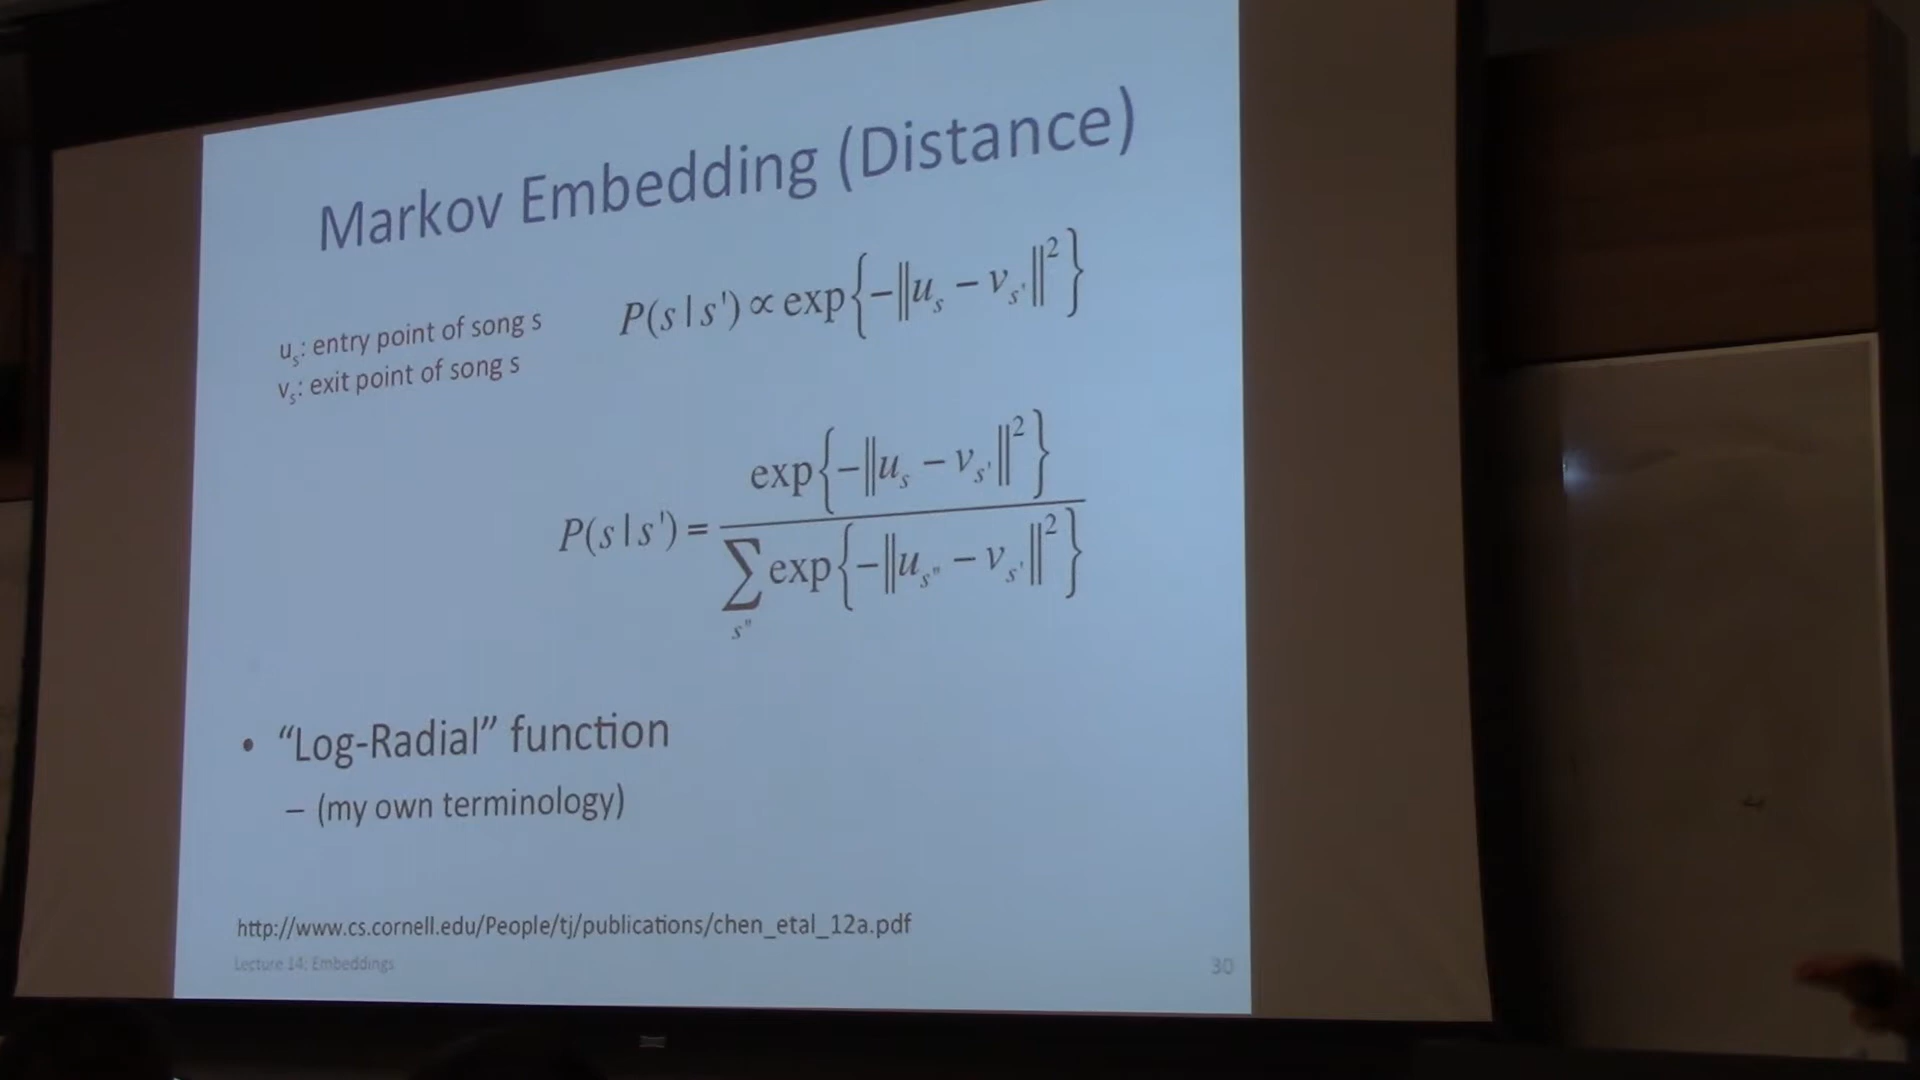 Markov Embedding (Distance)
u_s: entry point of song s
v_s: exit point of song s
P(s|s') ∝ exp{−‖u_s − v_s'‖²}
P(s|s') = exp{−‖u_s − v_s'‖²} / ∑_s'' exp{−‖u_s'' − v_s'‖²}
• “Log-Radial” function
– (my own terminology)
http://www.cs.cornell.edu/People/tj/publications/chen_etal_12a.pdf
Lecture 14: Embeddings
30